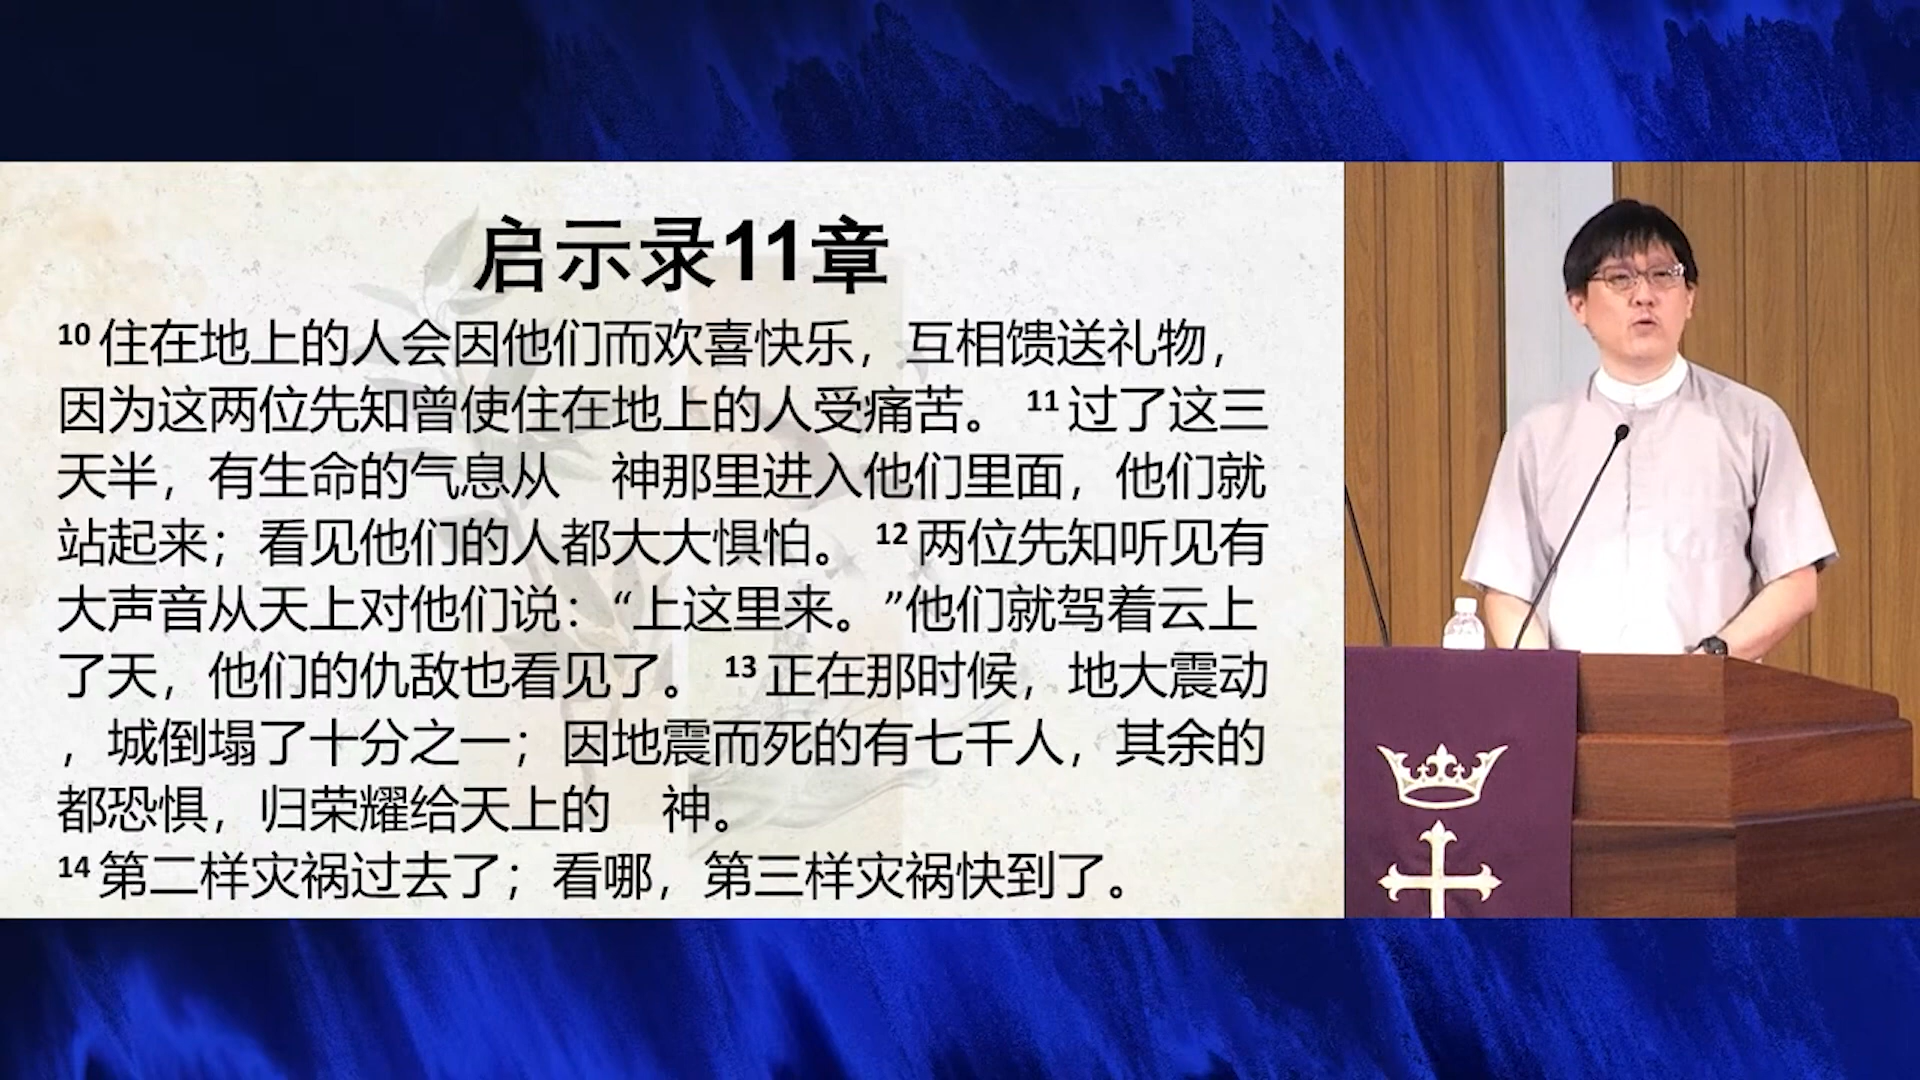 启示录11章
10 住在地上的人会因他们而欢喜快乐，互相馈送礼物，
因为这两位先知曾使住在地上的人受痛苦。 11 过了这三
天半，有生命的气息从　神那里进入他们里面，他们就
站起来；看见他们的人都大大惧怕。 12 两位先知听见有
大声音从天上对他们说：“上这里来。”他们就驾着云上
了天，他们的仇敌也看见了。 13 正在那时候，地大震动
，城倒塌了十分之一；因地震而死的有七千人，其余的
都恐惧，归荣耀给天上的　神。
14 第二样灾祸过去了；看哪，第三样灾祸快到了。